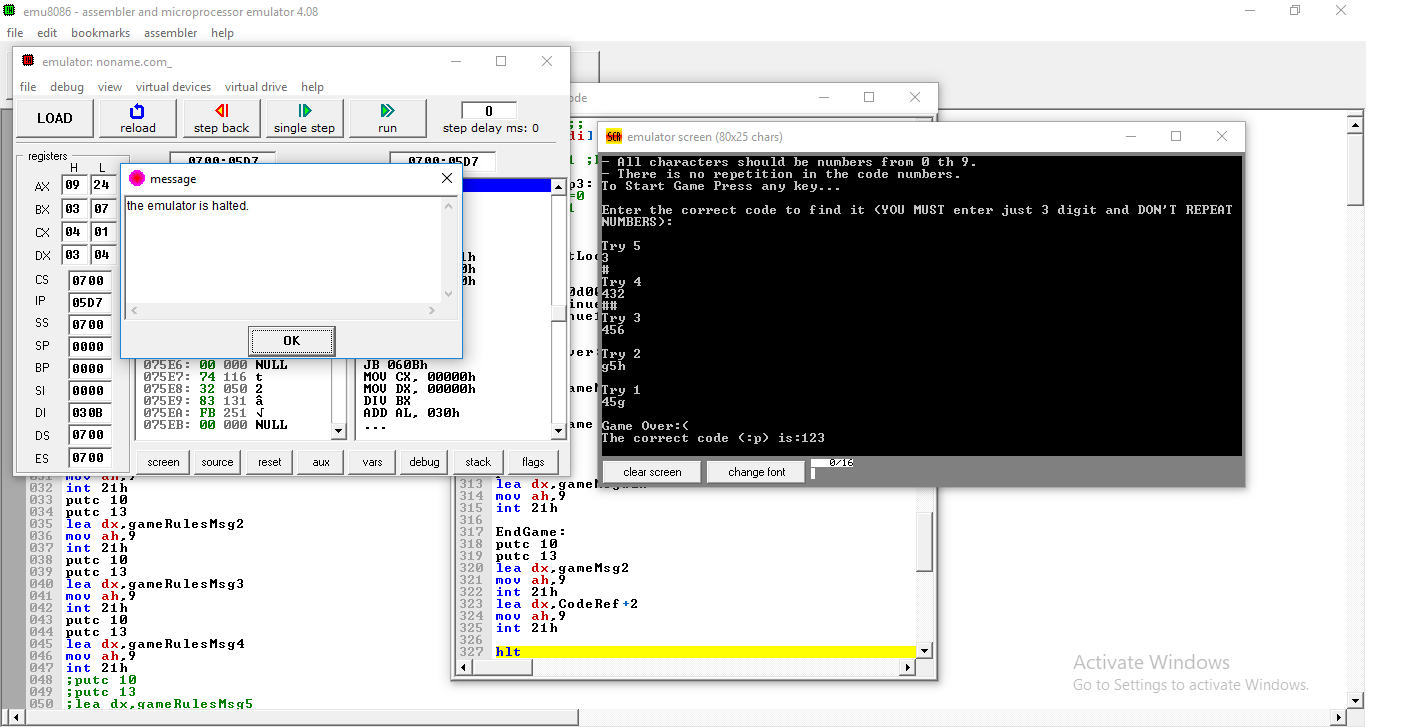 emu8086 - assembler and microprocessor emulator 4.08
file edit bookmarks assembler help
emulator: noname.com_
file debug view virtual devices virtual drive help
LOAD
reload
step back
single step
run
0
step delay ms: 0
registers
H L
AX 09 24
BX 03 07
CX 04 01
DX 03 04
CS 0700
IP 05D7
SS 0700
SP 0000
BP 0000
SI 0000
DI 030B
DS 0700
ES 0700
0700:05D7
0700:05D7
message
the emulator is halted.
OK
075E6: 00 000 NULL
075E7: 74 116 t
075E8: 32 050 2
075E9: 83 131 â
075EA: FB 251 √
075EB: 00 000 NULL
JB 060Bh
MOV CX, 00000h
MOV DX, 00000h
DIV BX
ADD AL, 030h
...
screen source reset aux vars debug stack flags
emulator screen (80x25 chars)
- All characters should be numbers from 0 th 9.
- There is no repetition in the code numbers.
To Start Game Press any key...
Enter the correct code to find it (YOU MUST enter just 3 digit and DON'T REPEAT
NUMBERS):
Try 5
3
#
Try 4
432
##
Try 3
456
Try 2
g5h
Try 1
45g
Game Over:(
The correct code (:p) is:123
clear screen
change font
0/16
031 mov ah,9
032 int 21h
033 putc 10
034 putc 13
035 lea dx,gameRulesMsg2
036 mov ah,9
037 int 21h
038 putc 10
039 putc 13
040 lea dx,gameRulesMsg3
041 mov ah,9
042 int 21h
043 putc 10
044 putc 13
045 lea dx,gameRulesMsg4
046 mov ah,9
047 int 21h
048 ;putc 10
049 ;putc 13
050 ;lea dx,gameRulesMsg5
313 lea
314 mov ah,9
315 int 21h
316
317 EndGame:
318 putc 10
319 putc 13
320 lea dx,gameMsg2
321 mov ah,9
322 int 21h
323 lea dx,CodeRef+2
324 mov ah,9
325 int 21h
326
327 hlt
Activate Windows
Go to Settings to activate Windows.